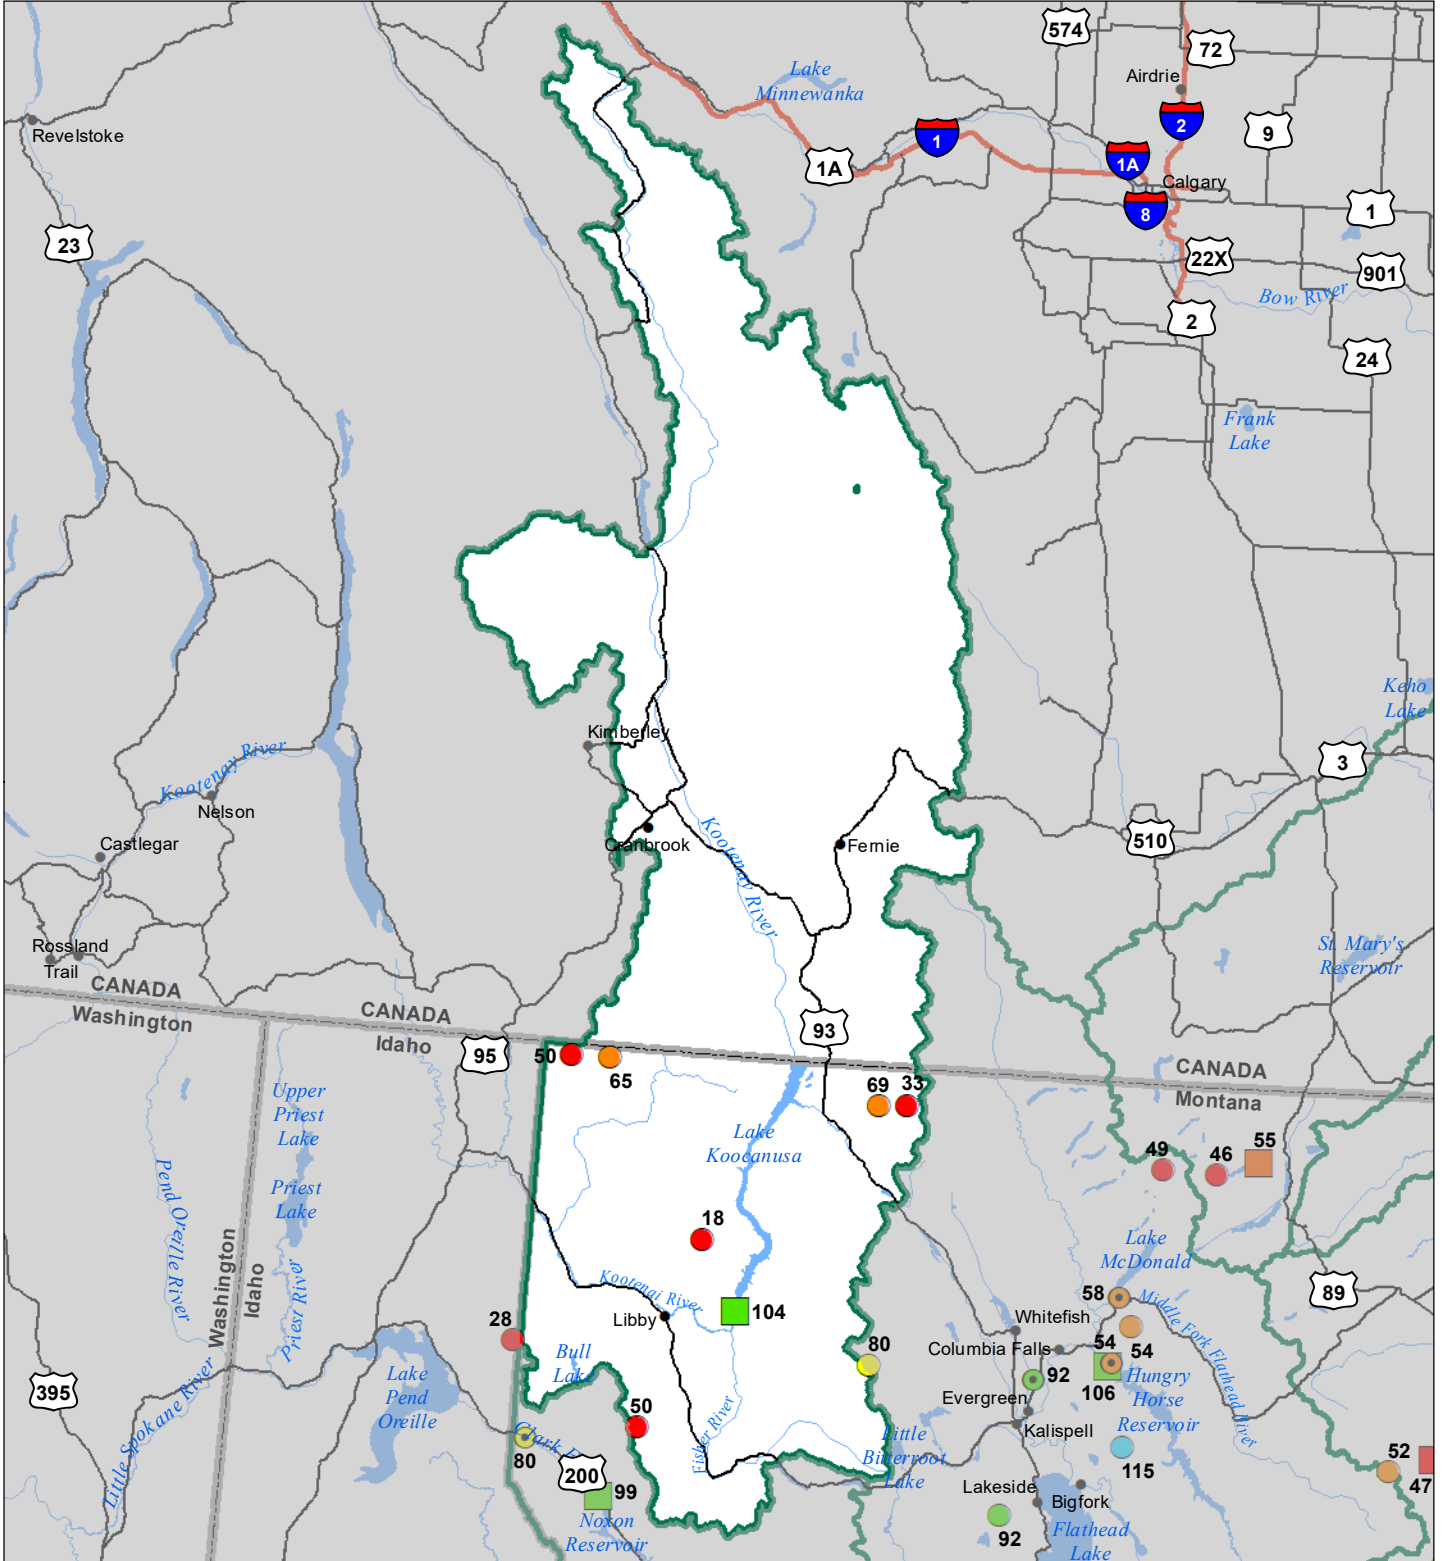 574
72
Airdrie
Lake
Minnewanka
2
9
Revelstoke
1
1A
1A
Calgary
8
1
23
22X
901
Bow River
2
24
Frank
Lake
Keho
Lake
Kimberley
Kootenay River
3
Nelson
Castlegar
Cranbrook
Kootenay River
Fernie
510
Rossland
Trail
St. Mary's
Reservoir
CANADA
Washington
CANADA
Idaho
95
93
50
65
CANADA
Montana
69
33
Upper
Priest
Lake
Lake
Koocanusa
49
46
55
Pend Oreille River
Priest
Lake
18
Lake
McDonald
Washington
Idaho
Priest River
Kootenai River
58
Middle Fork Flathead River
89
28
Libby
104
Whitefish
Columbia Falls
54
54
Bull
Lake
80
92
106
Hungry
Horse
Reservoir
395
Lake
Pend
Oreille
Evergreen
Little Spokane River
50
Kalispell
Clark F
80
Fisher River
Little
Bitterroot
Lake
115
52
47
200
99
Lakeside
Bigfork
Noxon
Reservoir
92
Flathead
Lake